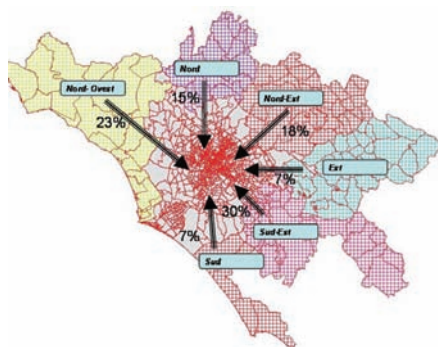 Nord
Nord- Ovest
15%
Nord-Est
23%
18%
Est
7%
30%
Sud-Est
7%
Sud